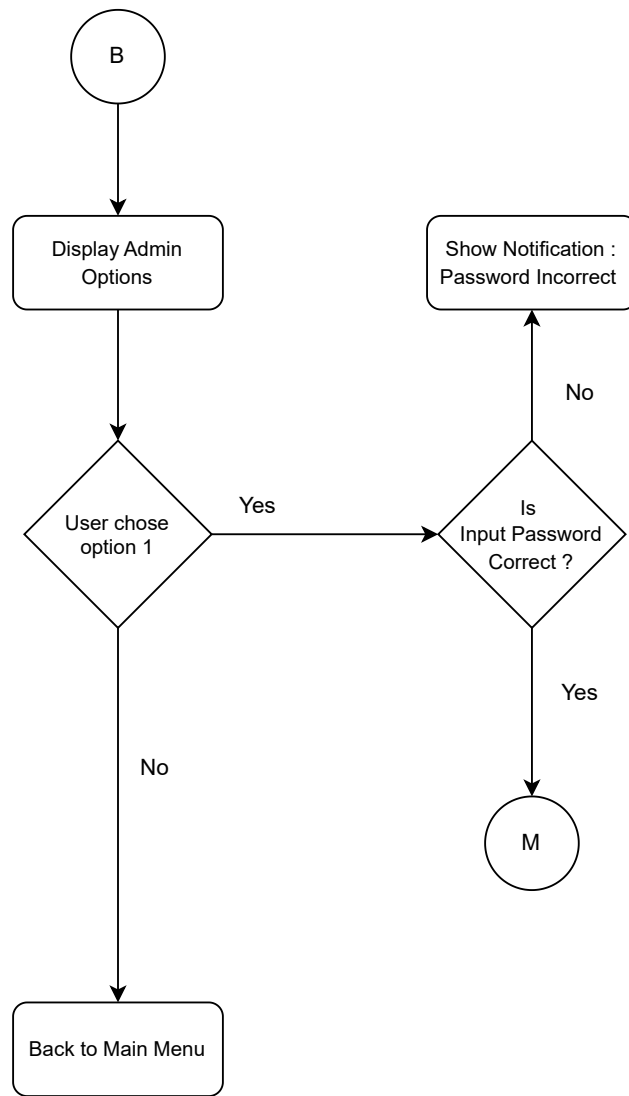 B
Display Admin
Options
Show Notification :
Password Incorrect
No
User chose
option 1
Yes
Is
Input Password
Correct ?
Yes
No
M
Back to Main Menu